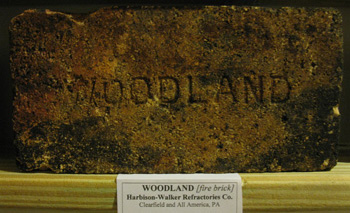 WOODLAND
WOODLAND [fire brick]
Harbison-Walker Refractories Co.
Clearfield and All America, PA